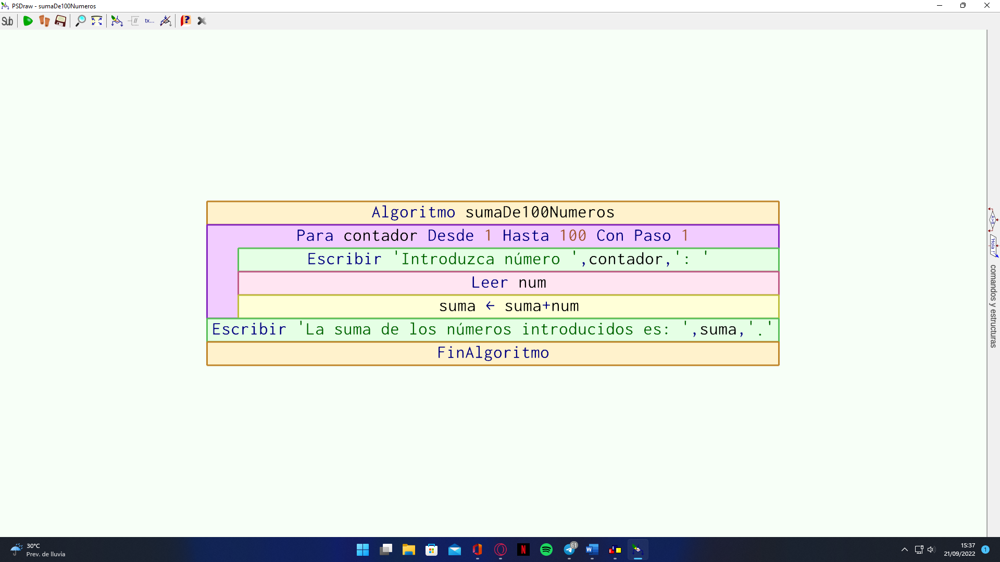 PSDraw - sumaDe100Numeros
Sub
tx...
Algoritmo sumaDe100Numeros
Para contador Desde 1 Hasta 100 Con Paso 1
Escribir 'Introduzca número ',contador,': '
Leer num
suma ← suma+num
Escribir 'La suma de los números introducidos es: ',suma,'.'
FinAlgoritmo
A>B
'Hola !'
comandos y estructuras
30°C
Prev. de lluvia
61
15:37
21/09/2022
1